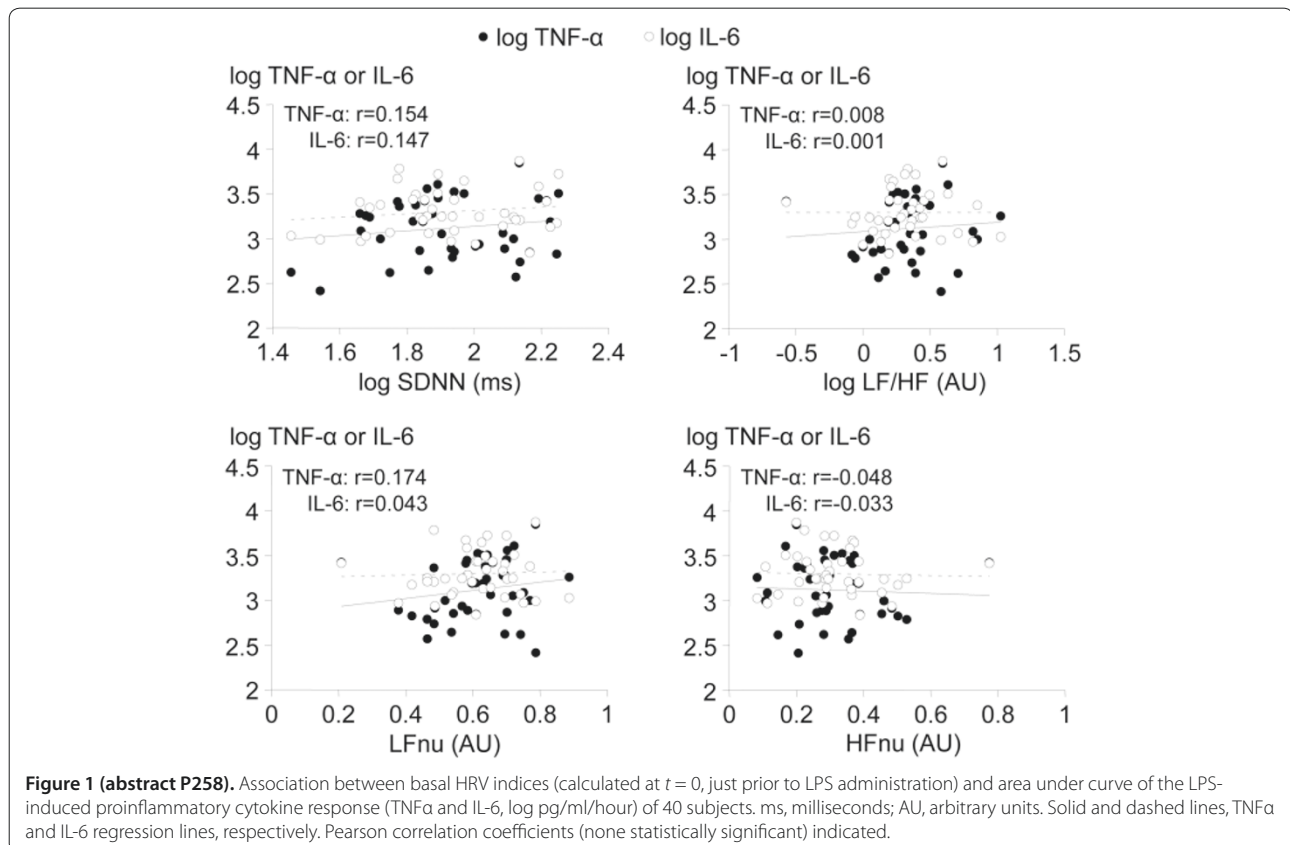 ● log TNF-α ○ log IL-6
log TNF-α or IL-6
4.5
TNF-α: r=0.154
IL-6: r=0.147
4
3.5
3
2.5
2
1.4 1.6 1.8 2 2.2 2.4
log SDNN (ms)
log TNF-α or IL-6
4.5
TNF-α: r=0.008
IL-6: r=0.001
4
3.5
3
2.5
2
-1 -0.5 0 0.5 1 1.5
log LF/HF (AU)
log TNF-α or IL-6
4.5
TNF-α: r=0.174
IL-6: r=0.043
4
3.5
3
2.5
2
0 0.2 0.4 0.6 0.8 1
LFnu (AU)
log TNF-α or IL-6
4.5
TNF-α: r=-0.048
IL-6: r=-0.033
4
3.5
3
2.5
2
0 0.2 0.4 0.6 0.8 1
HFnu (AU)
Figure 1 (abstract P258). Association between basal HRV indices (calculated at t = 0, just prior to LPS administration) and area under curve of the LPS-
induced proinflammatory cytokine response (TNFα and IL-6, log pg/ml/hour) of 40 subjects. ms, milliseconds; AU, arbitrary units. Solid and dashed lines, TNFα
and IL-6 regression lines, respectively. Pearson correlation coefficients (none statistically significant) indicated.